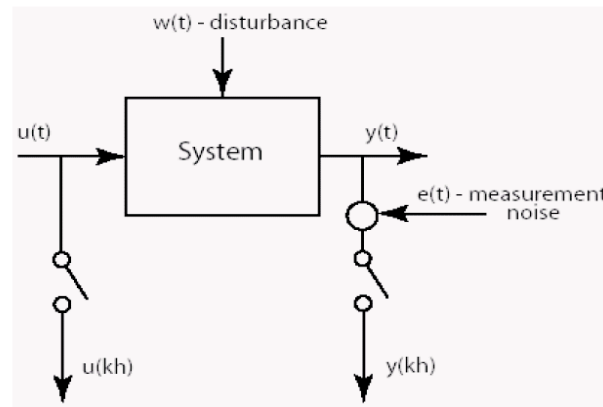 w(t) - disturbance
u(t)
System
y(t)
e(t) - measurement
noise
u(kh)
y(kh)